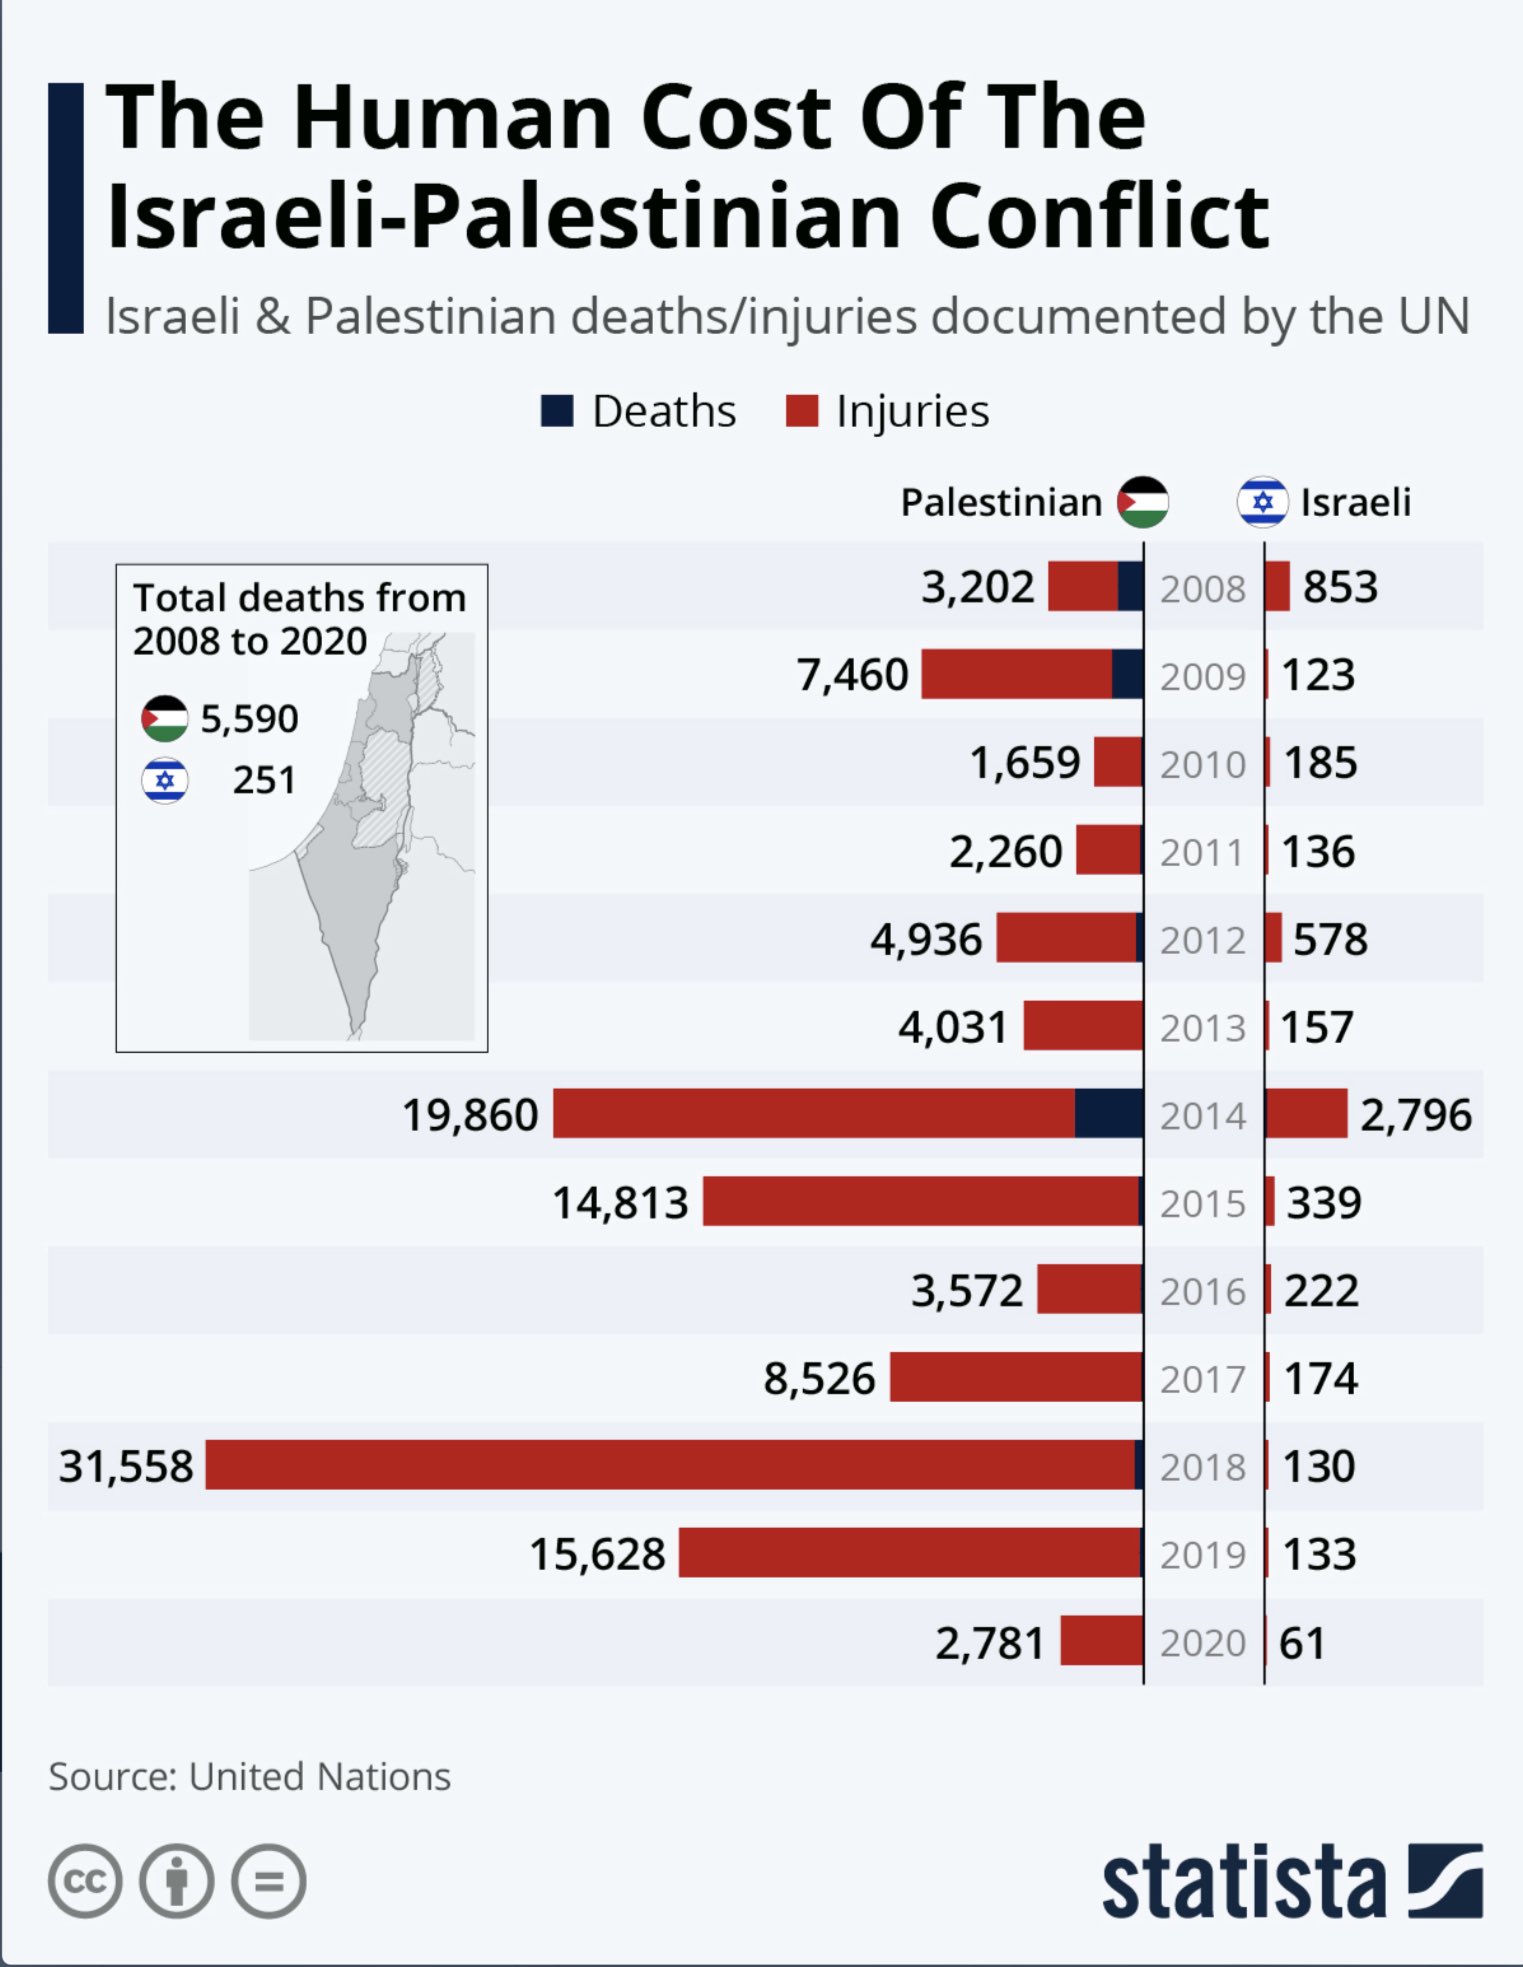 The Human Cost Of The
Israeli-Palestinian Conflict
Israeli & Palestinian deaths/injuries documented by the UN
Deaths Injuries
Palestinian Israeli
Total deaths from
2008 to 2020
5,590
251
3,202 2008 853
7,460 2009 123
1,659 2010 185
2,260 2011 136
4,936 2012 578
4,031 2013 157
19,860 2014 2,796
14,813 2015 339
3,572 2016 222
8,526 2017 174
31,558 2018 130
15,628 2019 133
2,781 2020 61
Source: United Nations
cc =
statista